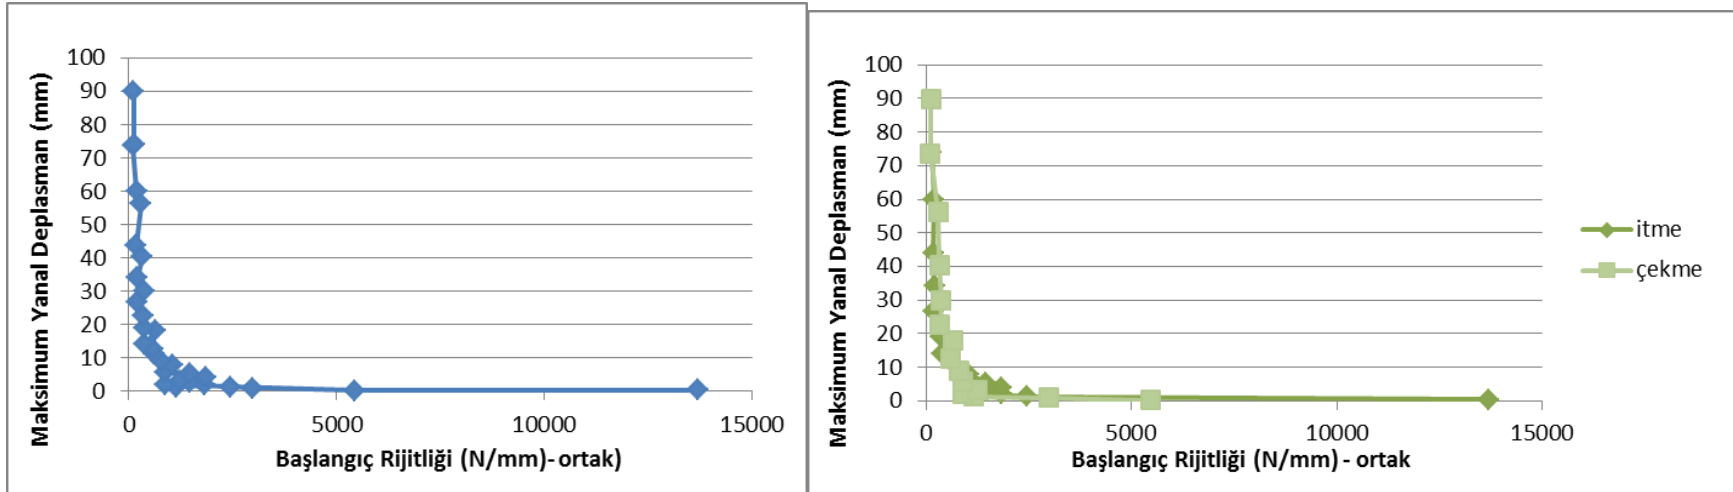 Maksimum Yanal Deplasman (mm)
100
90
80
70
60
50
40
30
20
10
0
0 5000 10000 15000
Başlangıç Rijitliği (N/mm)- ortak)
Maksimum Yanal Deplasman (mm)
100
90
80
70
60
50
40
30
20
10
0
0 5000 10000 15000
Başlangıç Rijitliği (N/mm) - ortak
itme
çekme